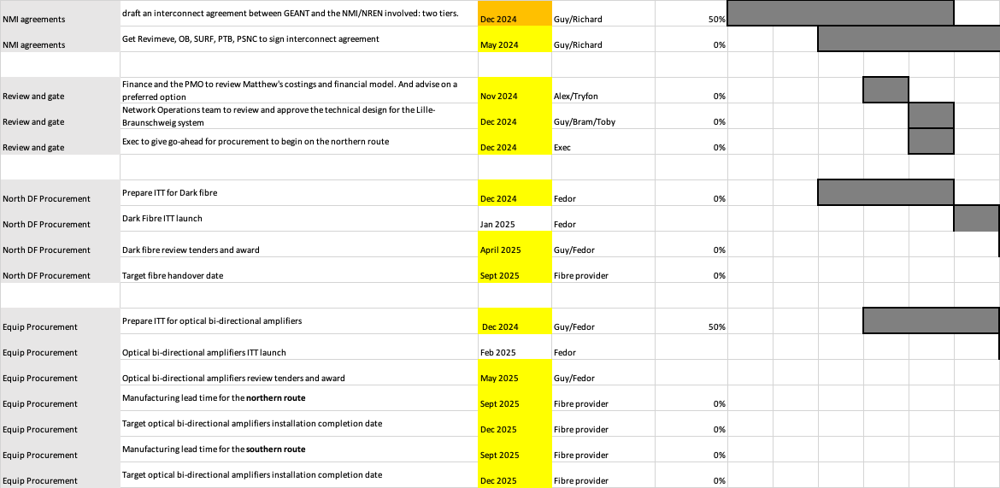 NMI agreements draft an interconnect agreement between GEANT and the NMI/NREN involved: two tiers. Dec 2024 Guy/Richard 50%
NMI agreements Get Revimeve, OB, SURF, PTB, PSNC to sign interconnect agreement May 2024 Guy/Richard 0%
Review and gate Finance and the PMO to review Matthew's costings and financial model. And advise on a
preferred option Nov 2024 Alex/Tryfon 0%
Review and gate Network Operations team to review and approve the technical design for the Lille-
Braunschweig system Dec 2024 Guy/Bram/Toby 0%
Review and gate Exec to give go-ahead for procurement to begin on the northern route Dec 2024 Exec 0%
North DF Procurement Prepare ITT for Dark fibre Dec 2024 Fedor 0%
North DF Procurement Dark Fibre ITT launch Jan 2025 Fedor
North DF Procurement Dark fibre review tenders and award April 2025 Guy/Fedor 0%
North DF Procurement Target fibre handover date Sept 2025 Fibre provider 0%
Equip Procurement Prepare ITT for optical bi-directional amplifiers Dec 2024 Guy/Fedor 50%
Equip Procurement Optical bi-directional amplifiers ITT launch Feb 2025 Fedor
Equip Procurement Optical bi-directional amplifiers review tenders and award May 2025 Guy/Fedor
Equip Procurement Manufacturing lead time for the northern route Sept 2025 Fibre provider 0%
Equip Procurement Target optical bi-directional amplifiers installation completion date Dec 2025 Fibre provider 0%
Equip Procurement Manufacturing lead time for the southern route Sept 2025 Fibre provider 0%
Equip Procurement Target optical bi-directional amplifiers installation completion date Dec 2025 Fibre provider 0%